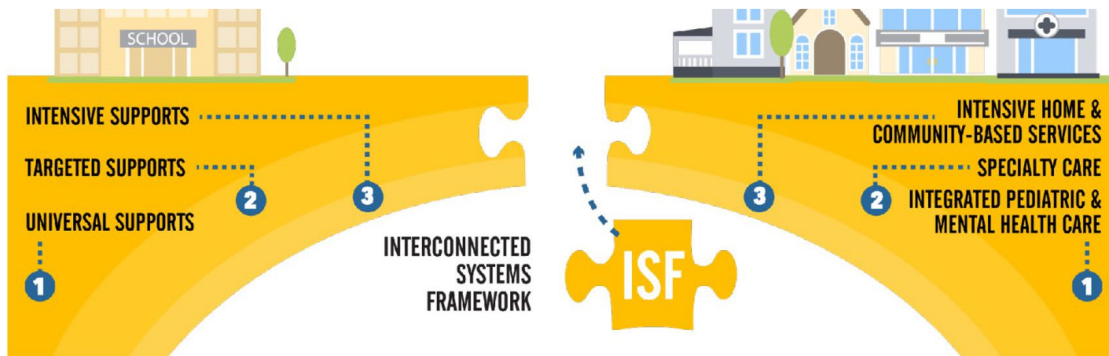 SCHOOL
INTENSIVE SUPPORTS
3
TARGETED SUPPORTS
2
UNIVERSAL SUPPORTS
1
INTERCONNECTED
SYSTEMS
FRAMEWORK
ISF
INTENSIVE HOME &
COMMUNITY-BASED SERVICES
3
SPECIALTY CARE
2
INTEGRATED PEDIATRIC &
MENTAL HEALTH CARE
1